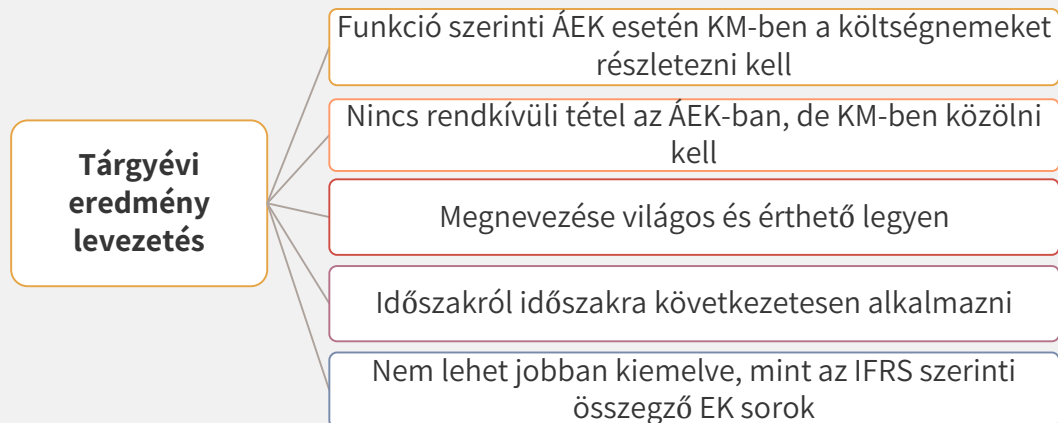 Funkció szerinti ÁEK esetén KM-ben a költségnemeket
részletezni kell
Nincs rendkívüli tétel az ÁEK-ban, de KM-ben közölni
kell
Tárgyévi
eredmény
levezetés
Megnevezése világos és érthető legyen
Időszakról időszakra következetesen alkalmazni
Nem lehet jobban kiemelve, mint az IFRS szerinti
összegző EK sorok